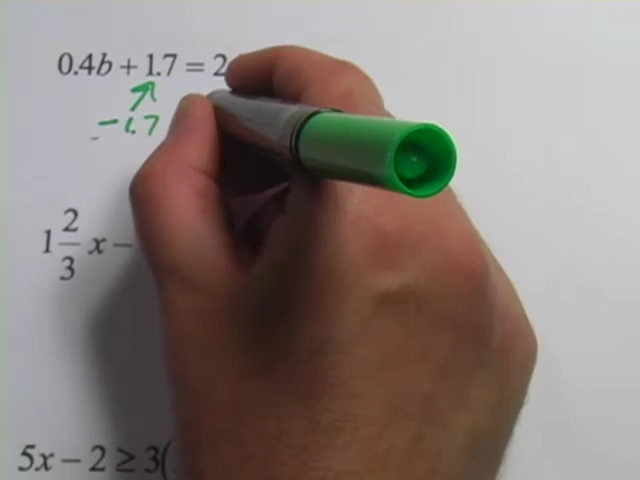 0.4b + 1.7 = 2
-1.7
1 2/3 x -
5x - 2 ≥ 3(